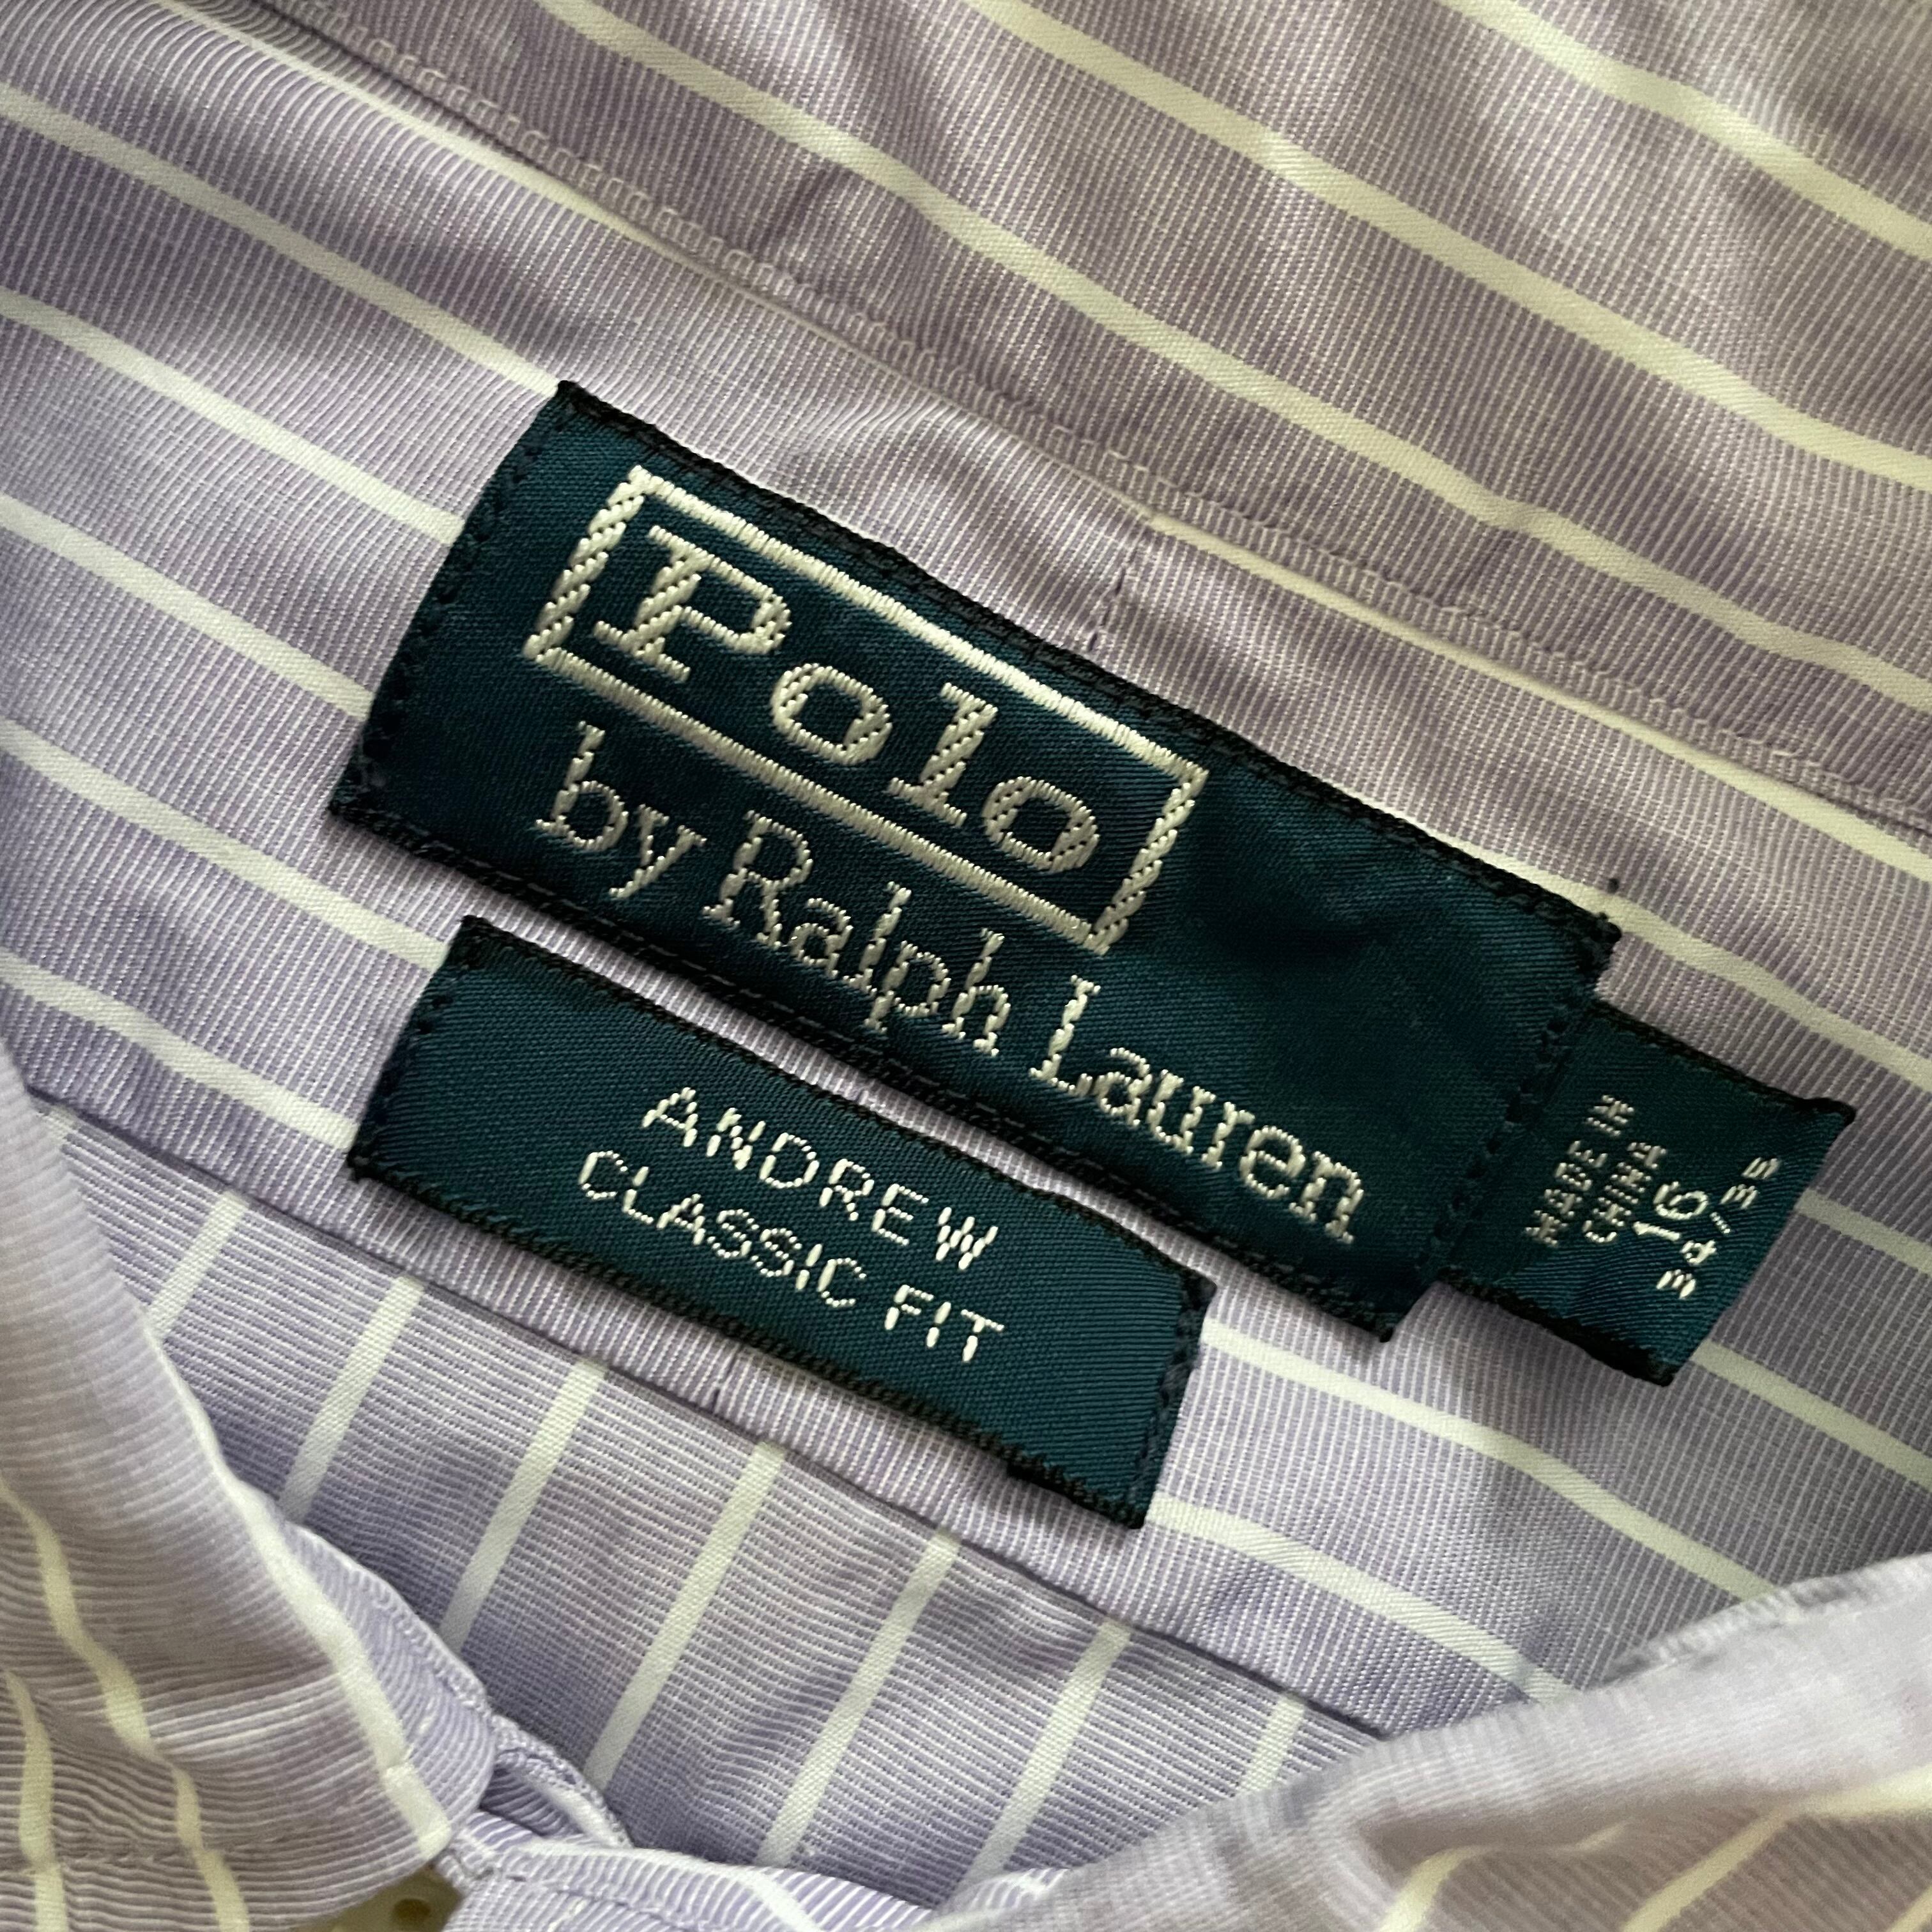 Polo
by Ralph Lauren
MADE IN
CHINA
16
34/35
ANDREW
CLASSIC FIT